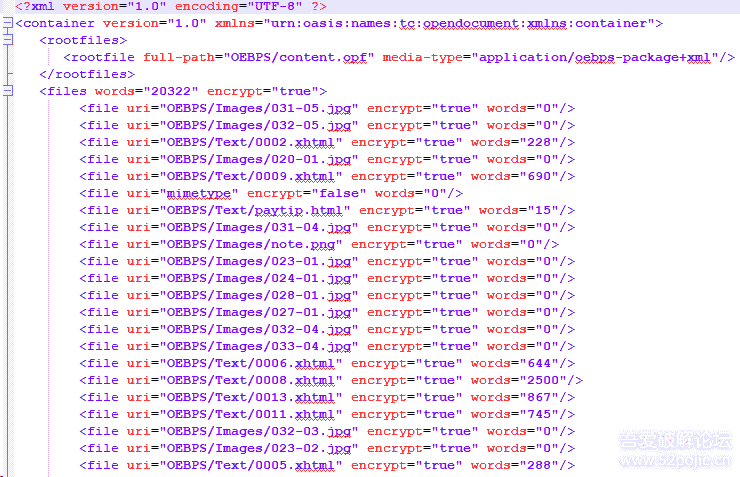 <?xml version="1.0" encoding="UTF-8" ?>
<container version="1.0" xmlns="urn:oasis:names:tc:opendocument:xmlns:container">
<rootfiles>
<rootfile full-path="OEBPS/content.opf" media-type="application/oebps-package+xml"/>
</rootfiles>
<files words="20322" encrypt="true">
<file uri="OEBPS/Images/031-05.jpg" encrypt="true" words="0"/>
<file uri="OEBPS/Images/032-05.jpg" encrypt="true" words="0"/>
<file uri="OEBPS/Text/0002.xhtml" encrypt="true" words="228"/>
<file uri="OEBPS/Images/020-01.jpg" encrypt="true" words="0"/>
<file uri="OEBPS/Text/0009.xhtml" encrypt="true" words="690"/>
<file uri="mimetype" encrypt="false" words="0"/>
<file uri="OEBPS/Text/paytip.html" encrypt="true" words="15"/>
<file uri="OEBPS/Images/031-04.jpg" encrypt="true" words="0"/>
<file uri="OEBPS/Images/note.png" encrypt="true" words="0"/>
<file uri="OEBPS/Images/023-01.jpg" encrypt="true" words="0"/>
<file uri="OEBPS/Images/024-01.jpg" encrypt="true" words="0"/>
<file uri="OEBPS/Images/028-01.jpg" encrypt="true" words="0"/>
<file uri="OEBPS/Images/027-01.jpg" encrypt="true" words="0"/>
<file uri="OEBPS/Images/032-04.jpg" encrypt="true" words="0"/>
<file uri="OEBPS/Images/033-04.jpg" encrypt="true" words="0"/>
<file uri="OEBPS/Text/0006.xhtml" encrypt="true" words="644"/>
<file uri="OEBPS/Text/0008.xhtml" encrypt="true" words="2500"/>
<file uri="OEBPS/Text/0013.xhtml" encrypt="true" words="867"/>
<file uri="OEBPS/Text/0011.xhtml" encrypt="true" words="745"/>
<file uri="OEBPS/Images/032-03.jpg" encrypt="true" words="0"/>
<file uri="OEBPS/Images/023-02.jpg" encrypt="true" words="0"/>
<file uri="OEBPS/Text/0005.xhtml" encrypt="true" words="288"/>
吾爱破解论坛
www.52pojie.cn